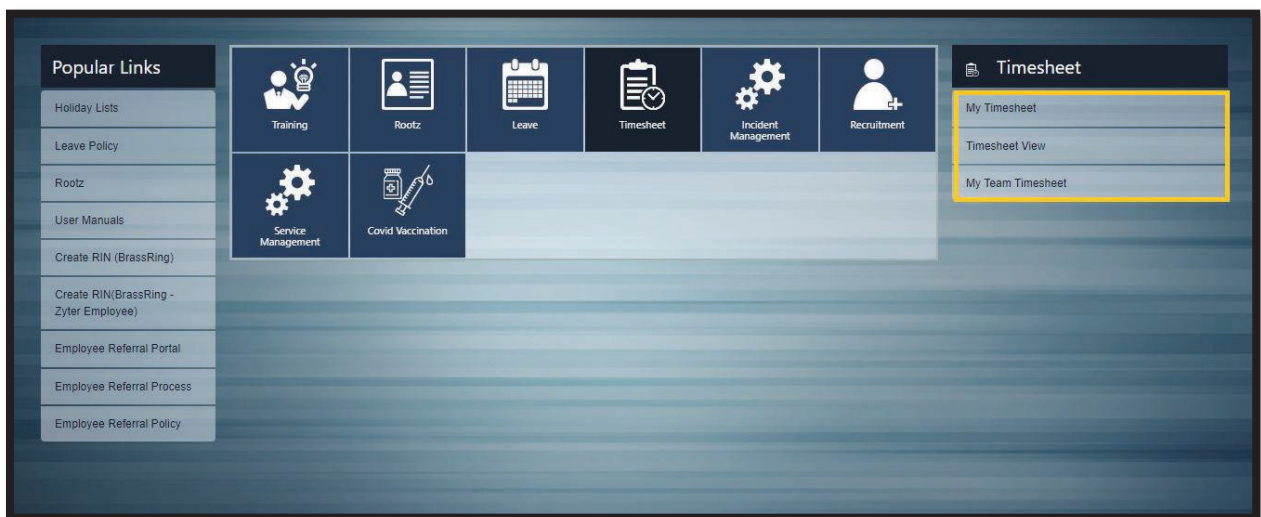 Popular Links
Holiday Lists
Leave Policy
Rootz
User Manuals
Create RIN (BrassRing)
Create RIN(BrassRing -
Zyter Employee)
Employee Referral Portal
Employee Referral Process
Employee Referral Policy
Training
Rootz
Leave
Timesheet
Incident
Management
Recruitment
Service
Management
Covid Vaccination
Timesheet
My Timesheet
Timesheet View
My Team Timesheet